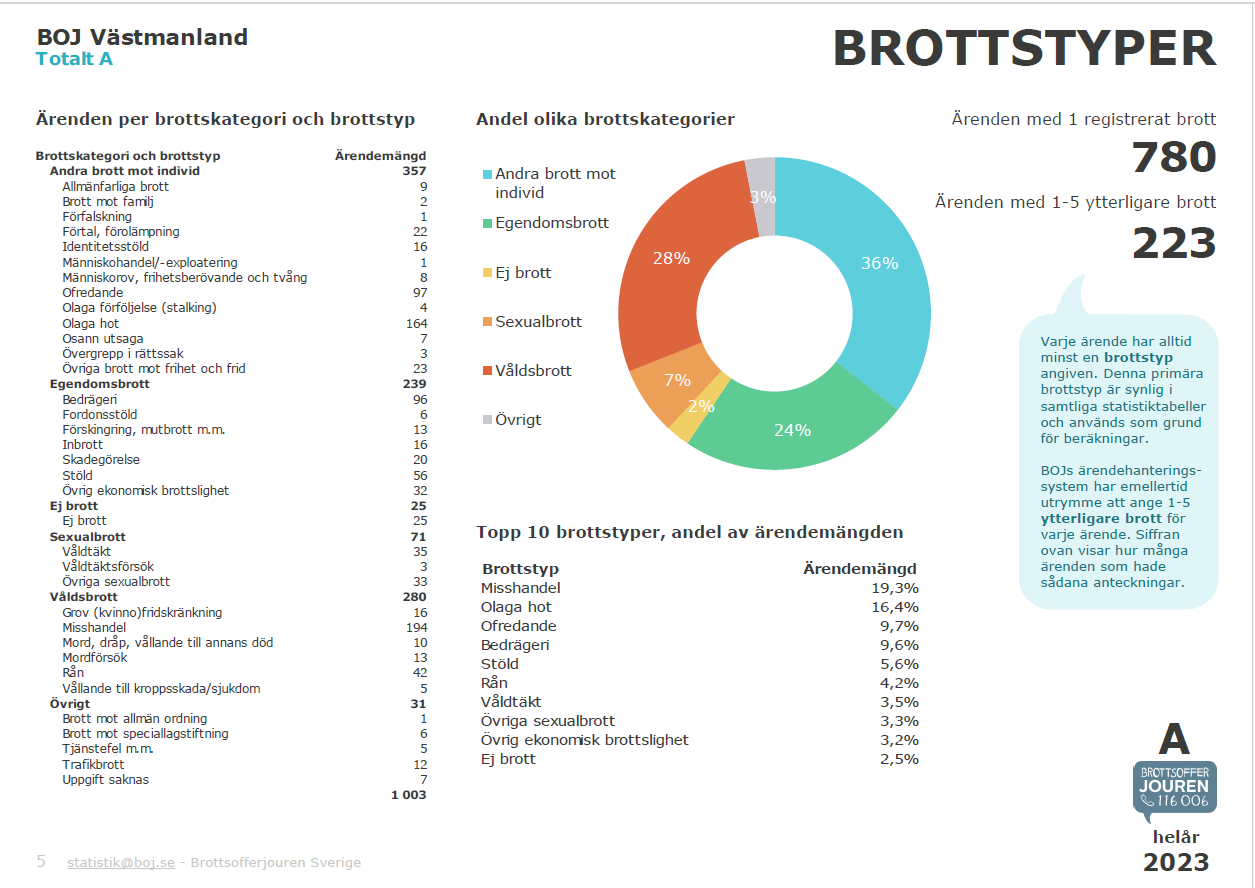 BOJ Västmanland
Totalt A
BROTTSTYPER
Ärenden per brottskategori och brottstyp
Brottskategori och brottstyp Ärendemängd
Andra brott mot individ 357
Allmänfarliga brott 9
Brott mot familj 2
Förfalskning 1
Förtal, förolämpning 22
Identitetsstöld 16
Människohandel/-exploatering 1
Människorov, frihetsberövande och tvång 8
Ofredande 97
Olaga förföljelse (stalking) 4
Olaga hot 164
Osann utsaga 7
Övergrepp i rättssak 3
Övriga brott mot frihet och frid 23
Egendomsbrott 239
Bedrägeri 96
Fordonsstöld 6
Förskingring, mutbrott m.m. 13
Inbrott 16
Skadegörelse 20
Stöld 56
Övrig ekonomisk brottslighet 32
Ej brott 25
Ej brott 25
Sexualbrott 71
Våldtäkt 35
Våldtäktsförsök 3
Övriga sexualbrott 33
Våldsbrott 280
Grov (kvinno)fridskränkning 16
Misshandel 194
Mord, dråp, vållande till annans död 10
Mordförsök 13
Rån 42
Vållande till kroppsskada/sjukdom 5
Övrigt 31
Brott mot allmän ordning 1
Brott mot speciallagstiftning 6
Tjänstefel m.m. 5
Trafikbrott 12
Uppgift saknas 7
1 003
Andel olika brottskategorier
Andra brott mot
individ
Egendomsbrott
Ej brott
Sexualbrott
Våldsbrott
Övrigt
3%
36%
28%
7%
2%
24%
Topp 10 brottstyper, andel av ärendemängden
Brottstyp Ärendemängd
Misshandel 19,3%
Olaga hot 16,4%
Ofredande 9,7%
Bedrägeri 9,6%
Stöld 5,6%
Rån 4,2%
Våldtäkt 3,5%
Övriga sexualbrott 3,3%
Övrig ekonomisk brottslighet 3,2%
Ej brott 2,5%
Ärenden med 1 registrerat brott
780
Ärenden med 1-5 ytterligare brott
223
Varje ärende har alltid
minst en brottstyp
angiven. Denna primära
brottstyp är synlig i
samtliga statistiktabeller
och används som grund
för beräkningar.
BOJs ärendehanterings-
system har emellertid
utrymme att ange 1-5
ytterligare brott för
varje ärende. Siffran
ovan visar hur många
ärenden som hade
sådana anteckningar.
A
BROTTSOFFER
JOUREN
116 006
helår
2023
5 statistik@boj.se - Brottsofferjouren Sverige